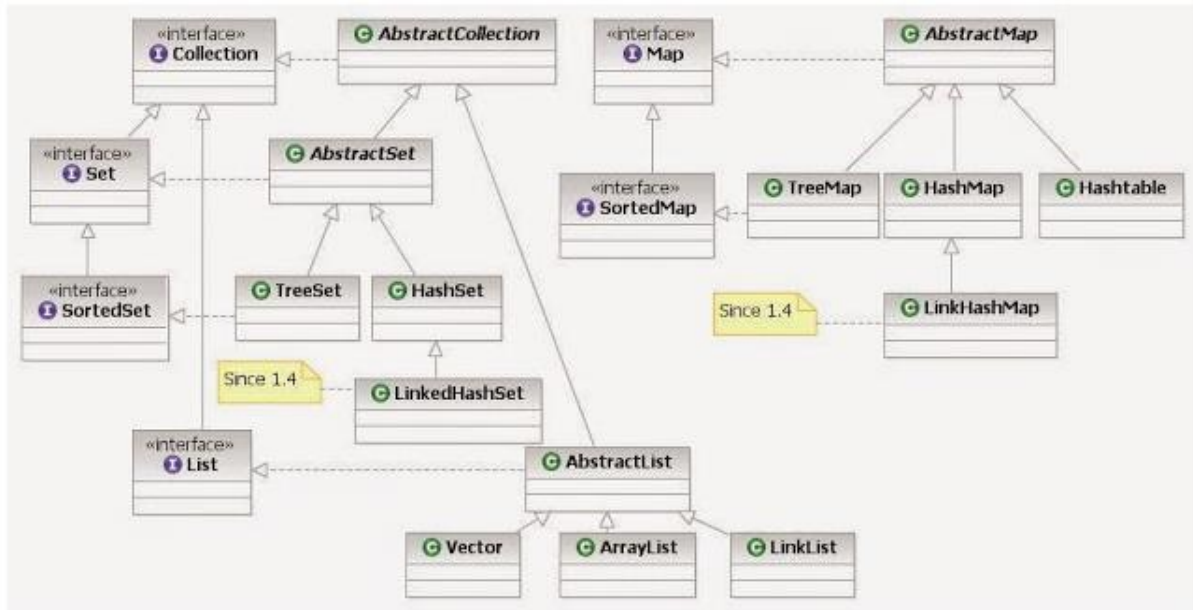 «interface»
Collection
AbstractCollection
«interface»
Map
AbstractMap
«interface»
Set
AbstractSet
«interface»
SortedMap
TreeMap
HashMap
Hashtable
«interface»
SortedSet
TreeSet
HashSet
Since 1.4
LinkHashMap
Since 1.4
LinkedHashSet
«interface»
List
AbstractList
Vector
ArrayList
LinkList